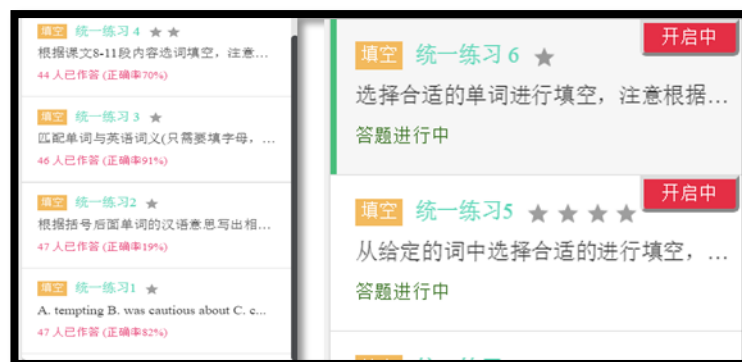 填空 统一练习 4 ★ ★
根据课文8-11段内容选词填空，注意...
44 人已作答 (正确率70%)
填空 统一练习 3 ★
匹配单词与英语词义(只需要填字母，...
46 人已作答 (正确率91%)
填空 统一练习2 ★
根据括号后面单词的汉语意思写出相...
47 人已作答 (正确率19%)
填空 统一练习1 ★
A. tempting B. was cautious about C. c...
47 人已作答 (正确率82%)
开启中
填空 统一练习 6 ★
选择合适的单词进行填空，注意根据...
答题进行中
开启中
填空 统一练习5 ★ ★ ★ ★
从给定的词中选择合适的进行填空，...
答题进行中